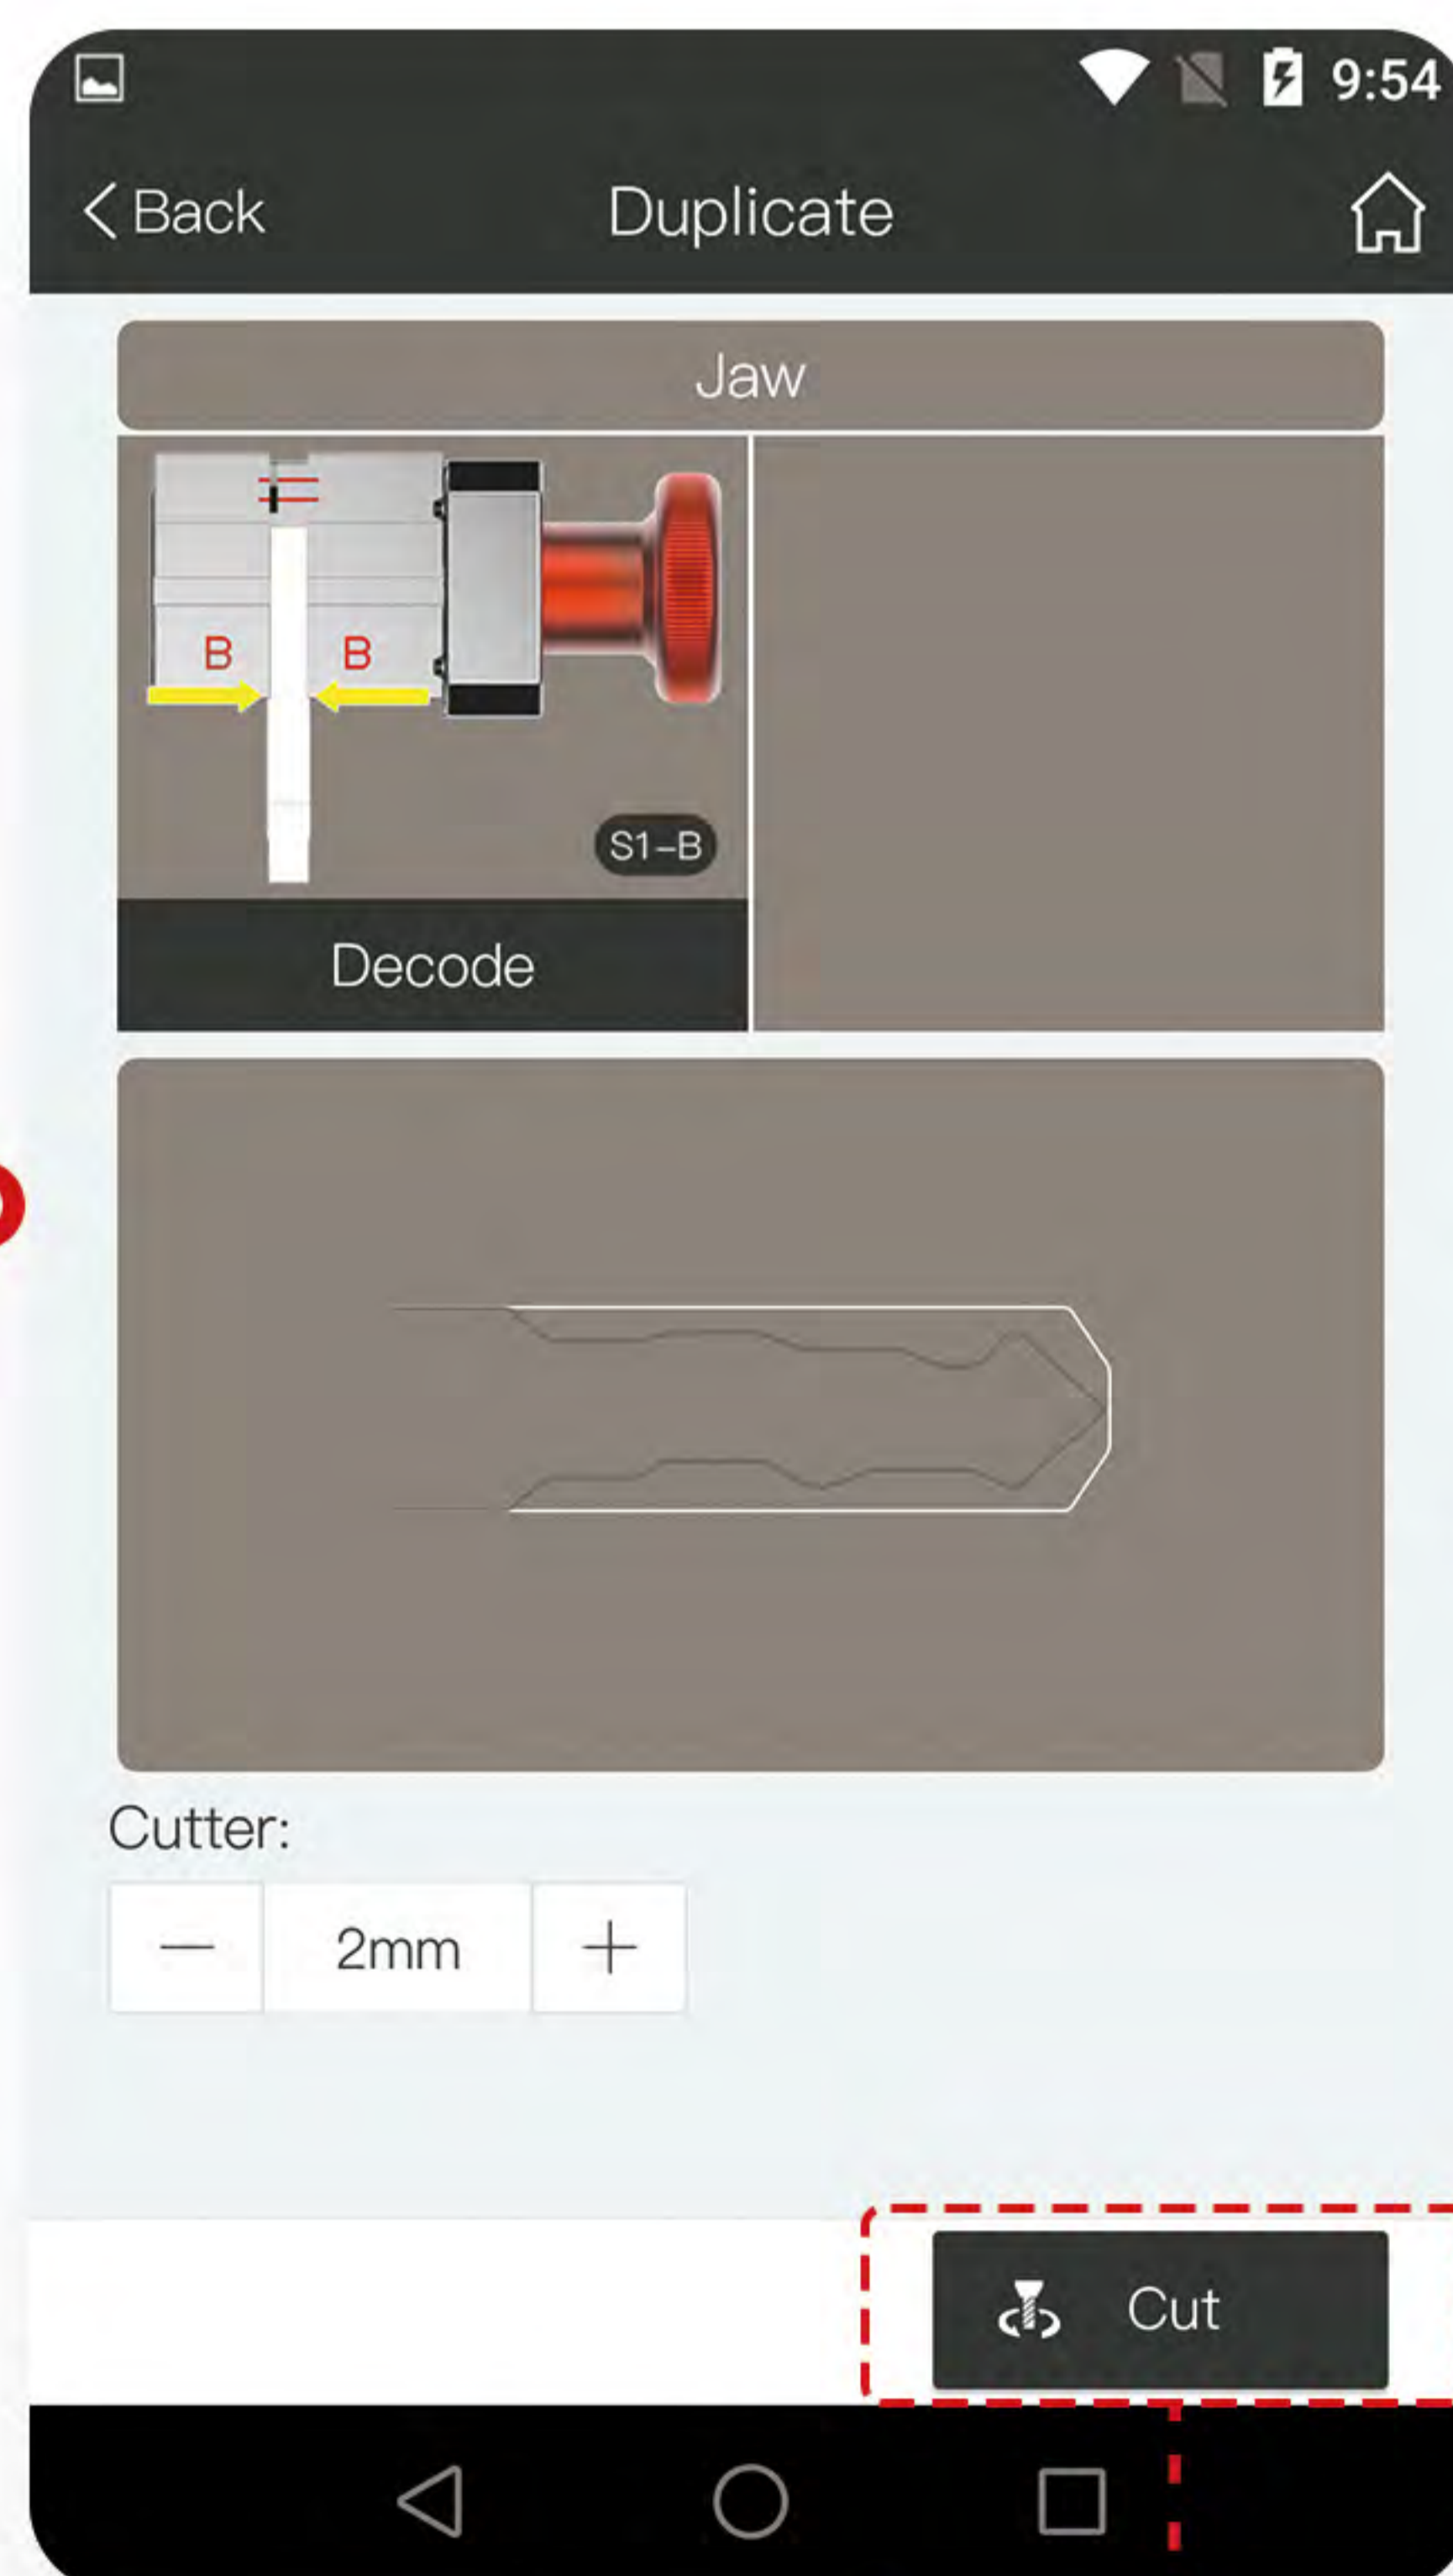 9:54
Back
Duplicate
Jaw
B B
S1-B
Decode
Cutter:
2mm
Cut